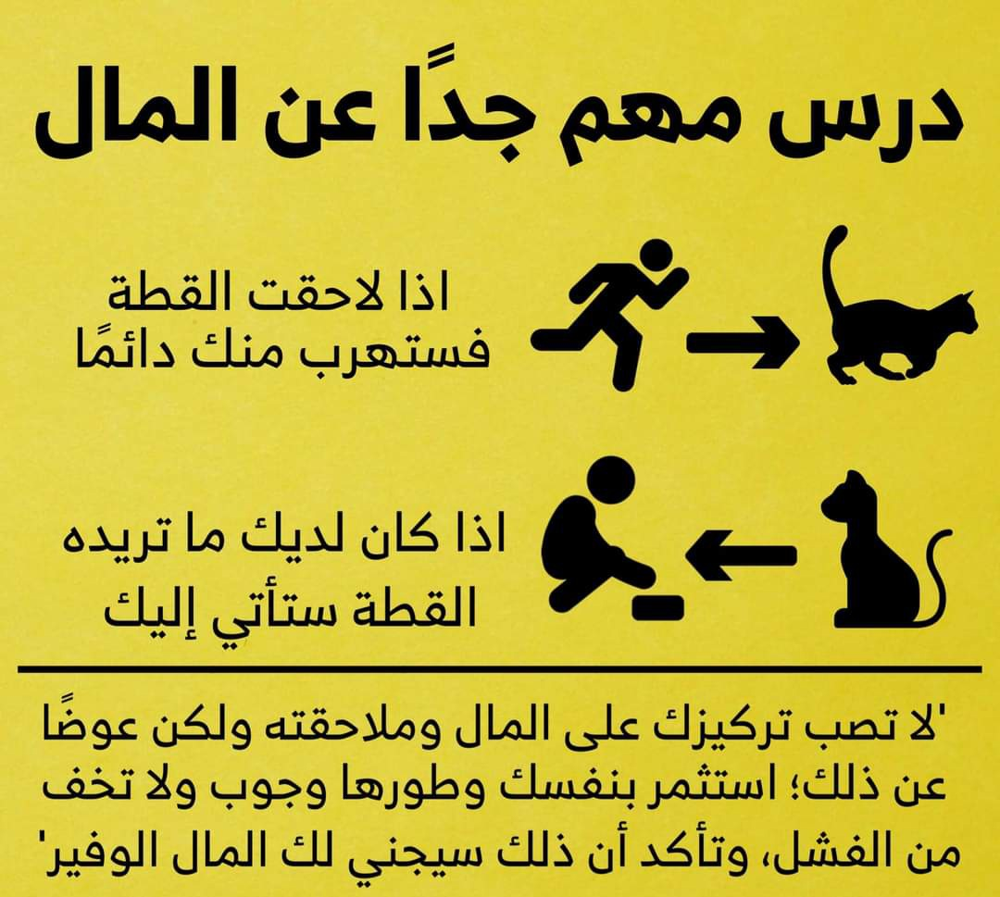 درس مهم جدًا عن المال
اذا لاحقت القطة
فستهرب منك دائمًا
اذا كان لديك ما تريده
القطة ستأتي إليك
'لا تصب تركيزك على المال وملاحقته ولكن عوضًا
عن ذلك؛ استثمر بنفسك وطورها وجوب ولا تخف
من الفشل، وتأكد أن ذلك سيجني لك المال الوفير'